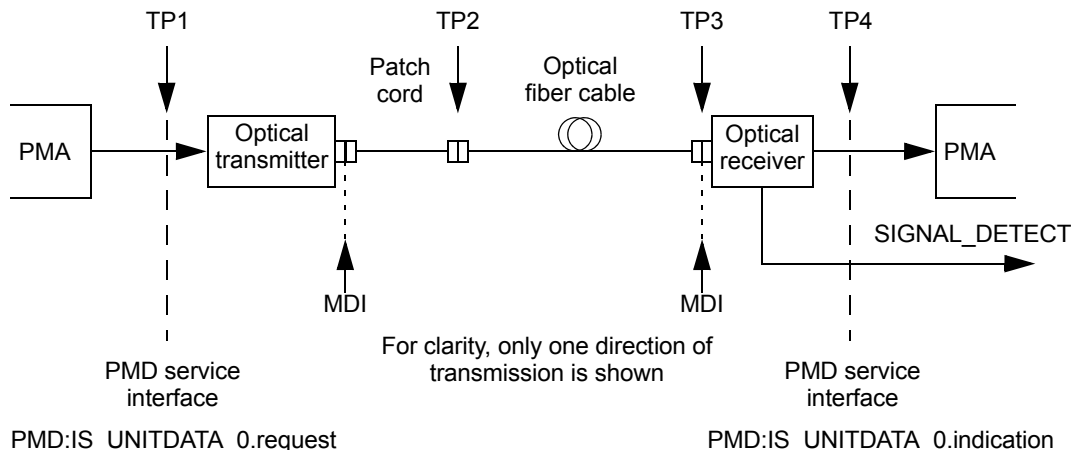 TP1
TP2
TP3
TP4
Patch
cord
Optical
fiber cable
PMA
Optical
transmitter
Optical
receiver
PMA
SIGNAL_DETECT
MDI
MDI
For clarity, only one direction of
transmission is shown
PMD service
interface
PMD service
interface
PMD:IS_UNITDATA_0.request
PMD:IS_UNITDATA_0.indication